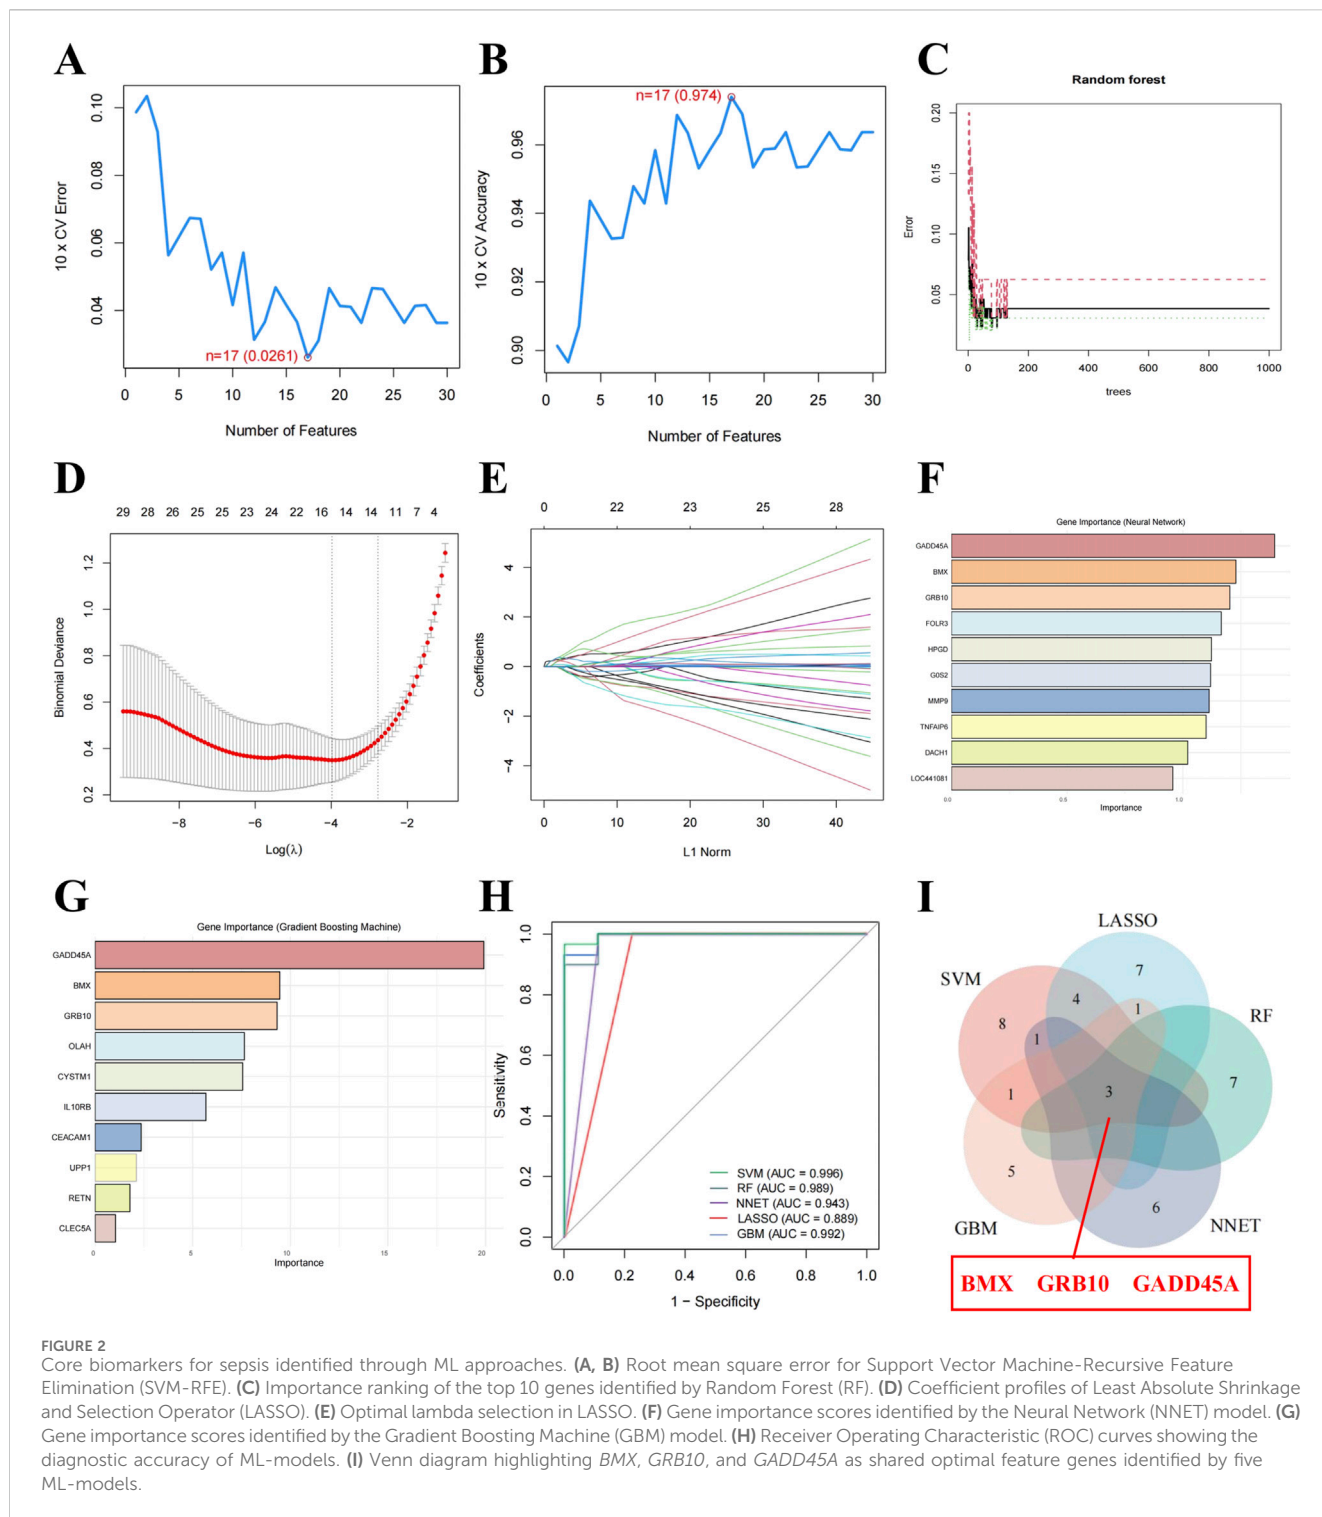 A
B
C
0.10
0.08
0.06
0.04
10 x CV Error
n=17 (0.0261)
0 5 10 15 20 25 30
Number of Features
n=17 (0.974)
0.96
0.94
0.92
0.90
10 x CV Accuracy
0 5 10 15 20 25 30
Number of Features
Random forest
0.20
0.15
0.10
0.05
Error
0 200 400 600 800 1000
trees
D
E
F
29 28 26 25 25 23 24 22 16 14 14 11 7 4
1.2
1.0
0.8
0.6
0.4
0.2
Binomial Deviance
−8 −6 −4 −2
Log(λ)
0 22 23 25 28
4
2
0
−2
−4
Coefficients
0 10 20 30 40
L1 Norm
Gene Importance (Neural Network)
GADD45A
BMX
GRB10
FOLR3
HPGD
G0S2
MMP9
TNFAIP6
DACH1
LOC441081
0.0 0.5 1.0
Importance
G
H
I
Gene Importance (Gradient Boosting Machine)
GADD45A
BMX
GRB10
OLAH
CYSTM1
IL10RB
CEACAM1
UPP1
RETN
CLEC5A
0 5 10 15 20
Importance
1.0
0.8
0.6
0.4
0.2
0.0
Sensitivity
SVM (AUC = 0.996)
RF (AUC = 0.989)
NNET (AUC = 0.943)
LASSO (AUC = 0.889)
GBM (AUC = 0.992)
0.0 0.2 0.4 0.6 0.8 1.0
1 − Specificity
LASSO
SVM
RF
7
4
1
8
1
7
1
3
5
6
GBM
NNET
BMX GRB10 GADD45A
FIGURE 2
Core biomarkers for sepsis identified through ML approaches. (A, B) Root mean square error for Support Vector Machine-Recursive Feature
Elimination (SVM-RFE). (C) Importance ranking of the top 10 genes identified by Random Forest (RF). (D) Coefficient profiles of Least Absolute Shrinkage
and Selection Operator (LASSO). (E) Optimal lambda selection in LASSO. (F) Gene importance scores identified by the Neural Network (NNET) model. (G)
Gene importance scores identified by the Gradient Boosting Machine (GBM) model. (H) Receiver Operating Characteristic (ROC) curves showing the
diagnostic accuracy of ML-models. (I) Venn diagram highlighting BMX, GRB10, and GADD45A as shared optimal feature genes identified by five
ML-models.